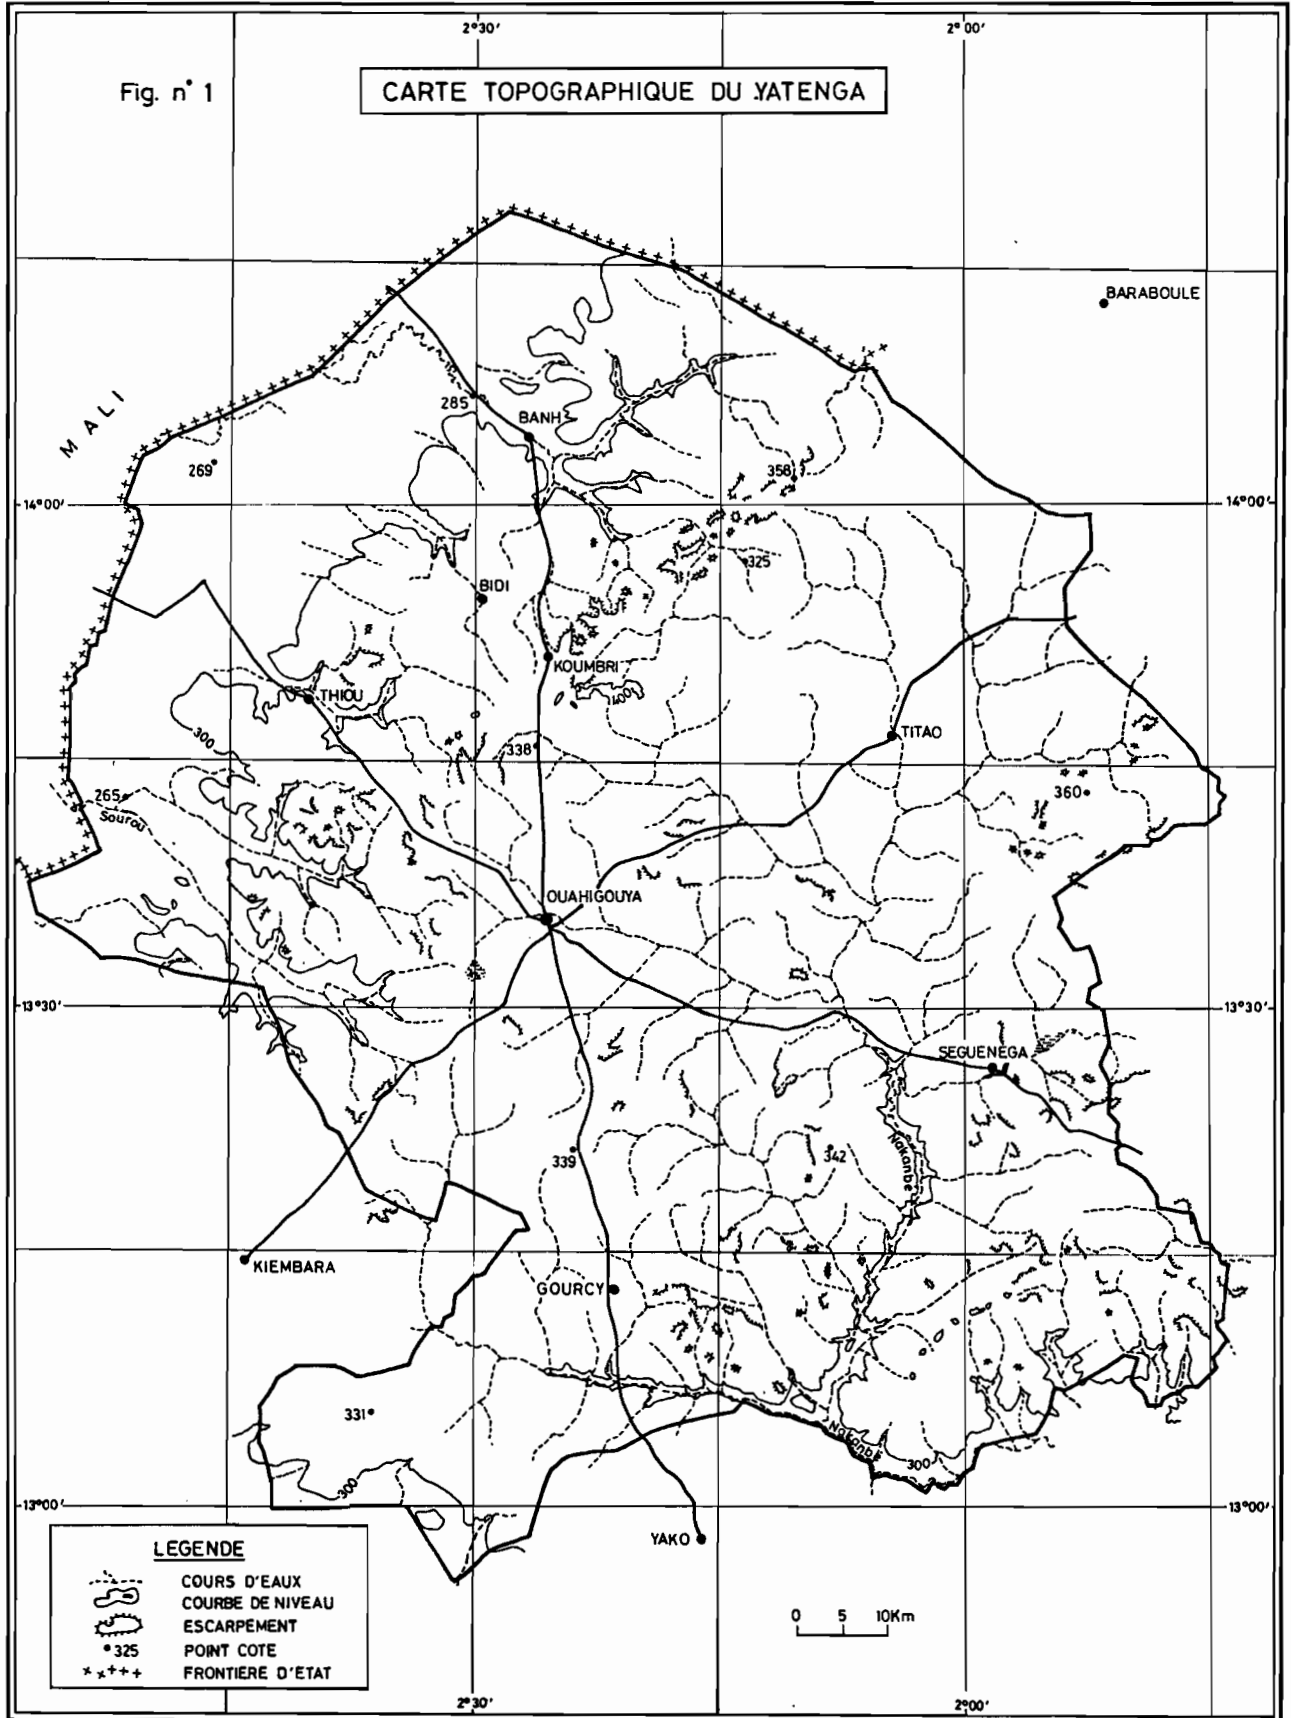 2°30'
2°00'
Fig. n° 1
CARTE TOPOGRAPHIQUE DU YATENGA
BARABOULE
MALI
285
BANH
269
358
14°00'
14°00'
325
BIDI
KOUMBRI
THIOU
400
300
338
TITAO
265
360
Sourou
OUAHIGOUYA
13°30'
13°30'
SEGUENEGA
Nakanbé
339
342
KIEMBARA
GOURCY
331
Nakanbé
300
300
13°00'
13°00'
YAKO
LEGENDE
COURS D'EAUX
COURBE DE NIVEAU
ESCARPEMENT
325 POINT COTE
FRONTIERE D'ETAT
0 5 10Km
2°30'
2°00'